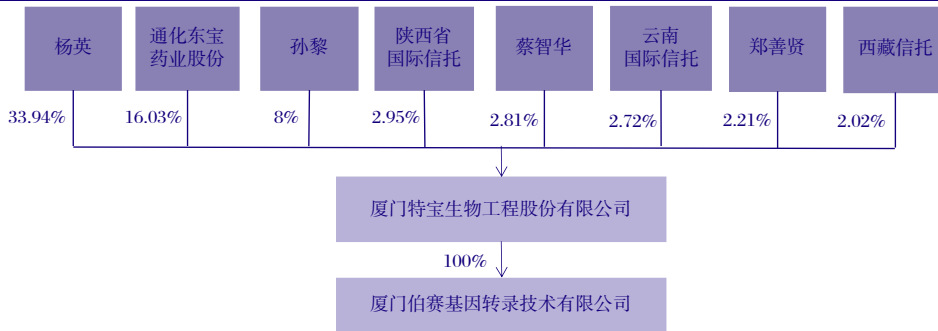 杨英
通化东宝
药业股份
孙黎
陕西省
国际信托
蔡智华
云南
国际信托
郑善贤
西藏信托
33.94%
16.03%
8%
2.95%
2.81%
2.72%
2.21%
2.02%
厦门特宝生物工程股份有限公司
100%
厦门伯赛基因转录技术有限公司